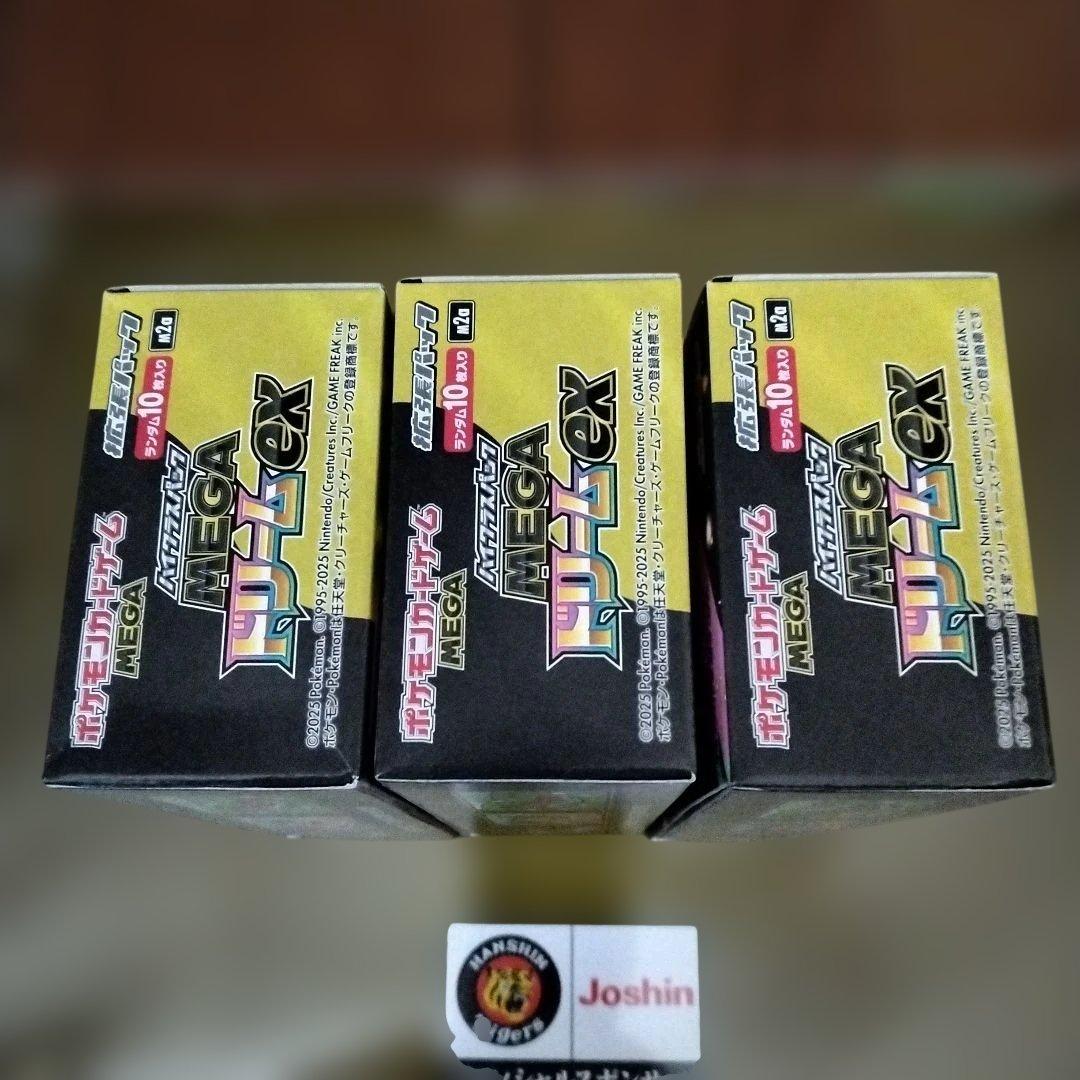 拡張パック
M2a
ランダム10枚入り
ポケモンカードゲーム
MEGA
ハイクラスパック
MEGA
ドリームex
©2025 Pokémon. ©1995-2025 Nintendo/Creatures Inc./GAME FREAK inc.
ポケモン・Pokémonは任天堂・クリーチャーズ・ゲームフリークの登録商標です。
拡張パック
M2a
ランダム10枚入り
ポケモンカードゲーム
MEGA
ハイクラスパック
MEGA
ドリームex
©2025 Pokémon. ©1995-2025 Nintendo/Creatures Inc./GAME FREAK inc.
ポケモン・Pokémonは任天堂・クリーチャーズ・ゲームフリークの登録商標です。
拡張パック
M2a
ランダム10枚入り
ポケモンカードゲーム
MEGA
ハイクラスパック
MEGA
ドリームex
©2025 Pokémon. ©1995-2025 Nintendo/Creatures Inc./GAME FREAK inc.
ポケモン・Pokémonは任天堂・クリーチャーズ・ゲームフリークの登録商標です。
HANSHIN
Tigers
Joshin